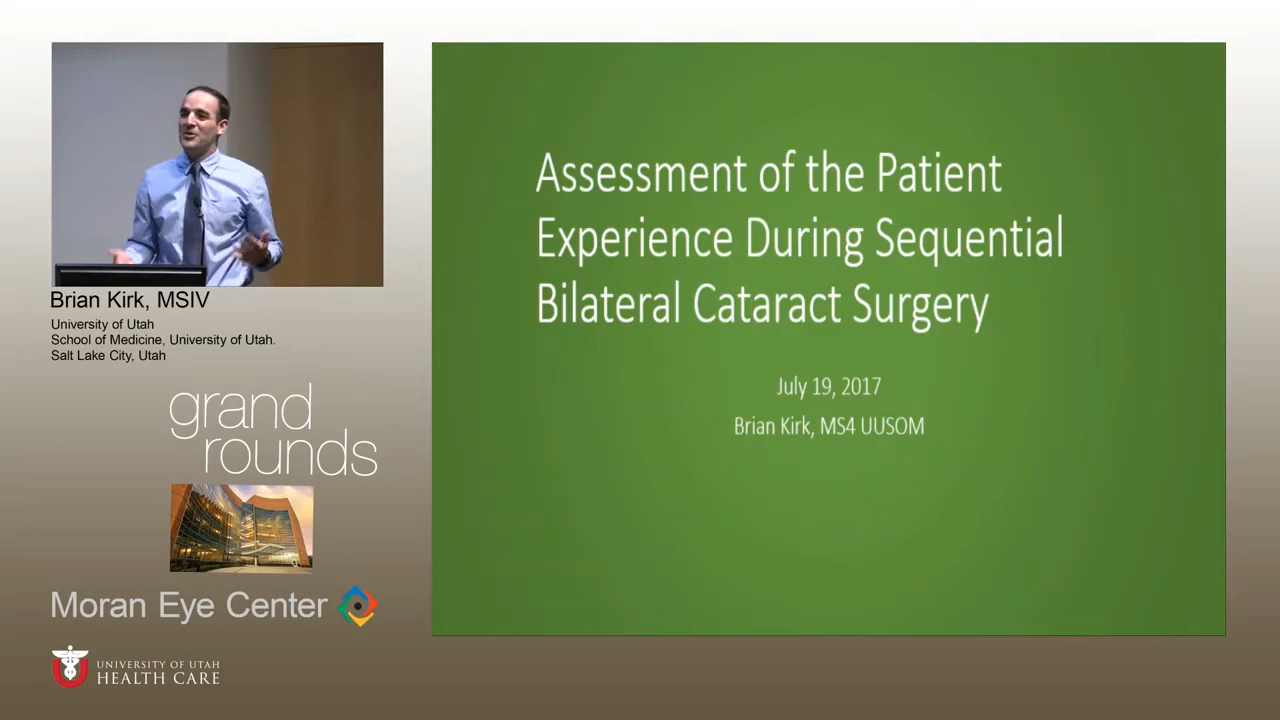 Brian Kirk, MSIV
University of Utah
School of Medicine, University of Utah.
Salt Lake City, Utah
grand
rounds
Moran Eye Center
UNIVERSITY OF UTAH
HEALTH CARE
Assessment of the Patient
Experience During Sequential
Bilateral Cataract Surgery
July 19, 2017
Brian Kirk, MS4 UUSOM